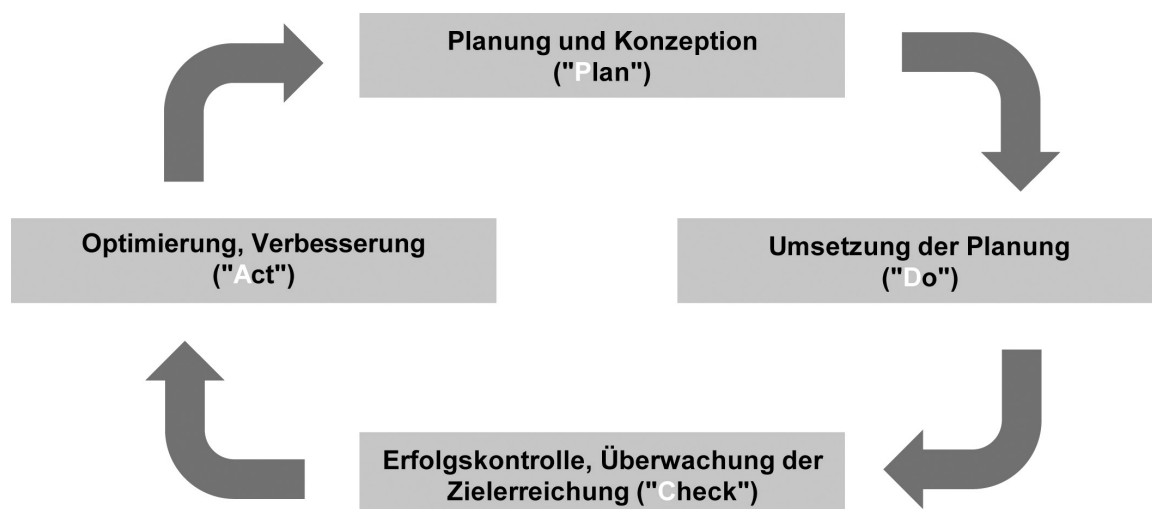 Planung und Konzeption
("Plan")
Umsetzung der Planung
("Do")
Erfolgskontrolle, Überwachung der
Zielerreichung ("Check")
Optimierung, Verbesserung
("Act")